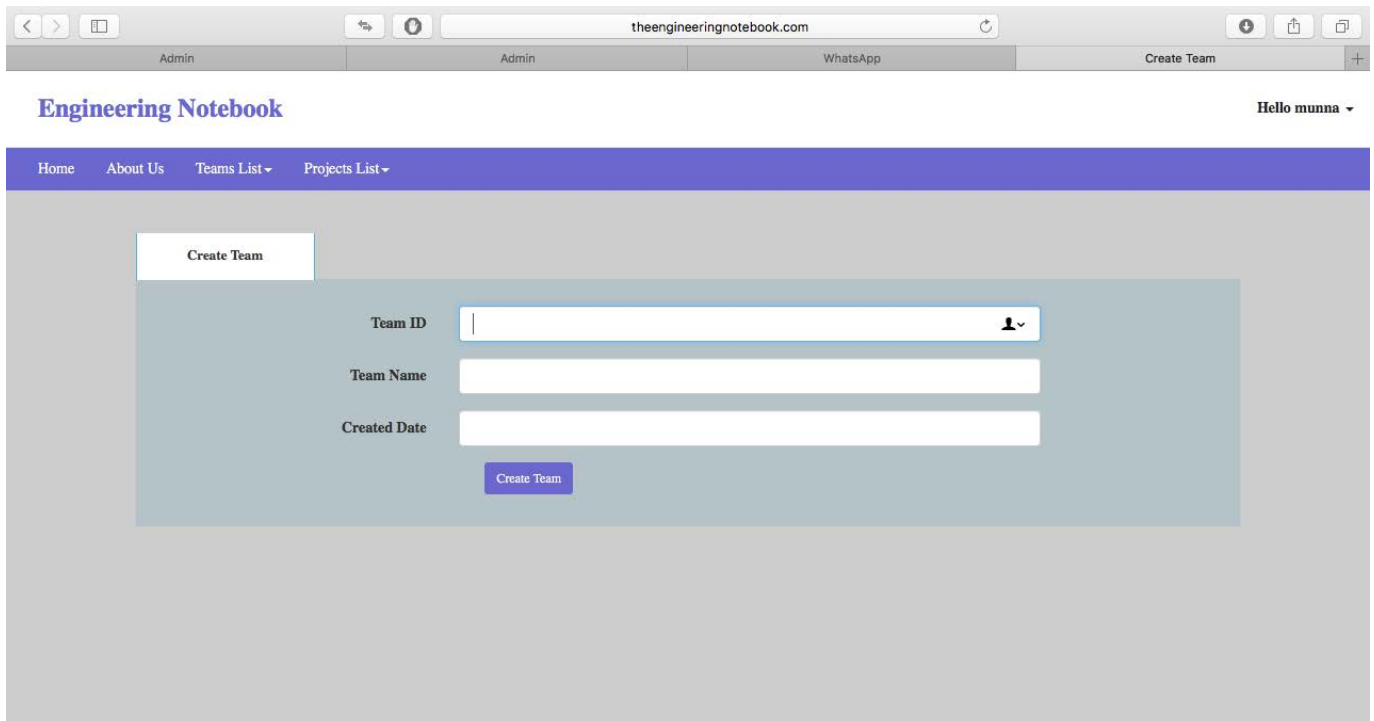 theengineeringnotebook.com
Admin Admin WhatsApp Create Team
Engineering Notebook
Hello munna
Home About Us Teams List Projects List
Create Team
Team ID
Team Name
Created Date
Create Team